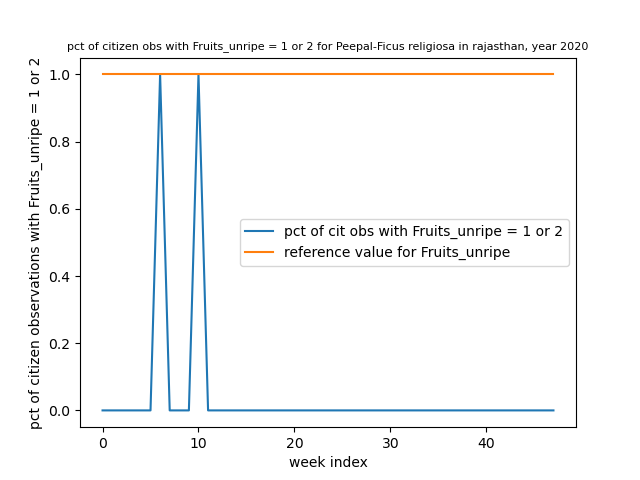 pct of citizen obs with Fruits_unripe = 1 or 2 for Peepal-Ficus religiosa in rajasthan, year 2020
pct of citizen observations with Fruits_unripe = 1 or 2
1.0
0.8
0.6
0.4
0.2
0.0
pct of cit obs with Fruits_unripe = 1 or 2
reference value for Fruits_unripe
0 10 20 30 40
week index